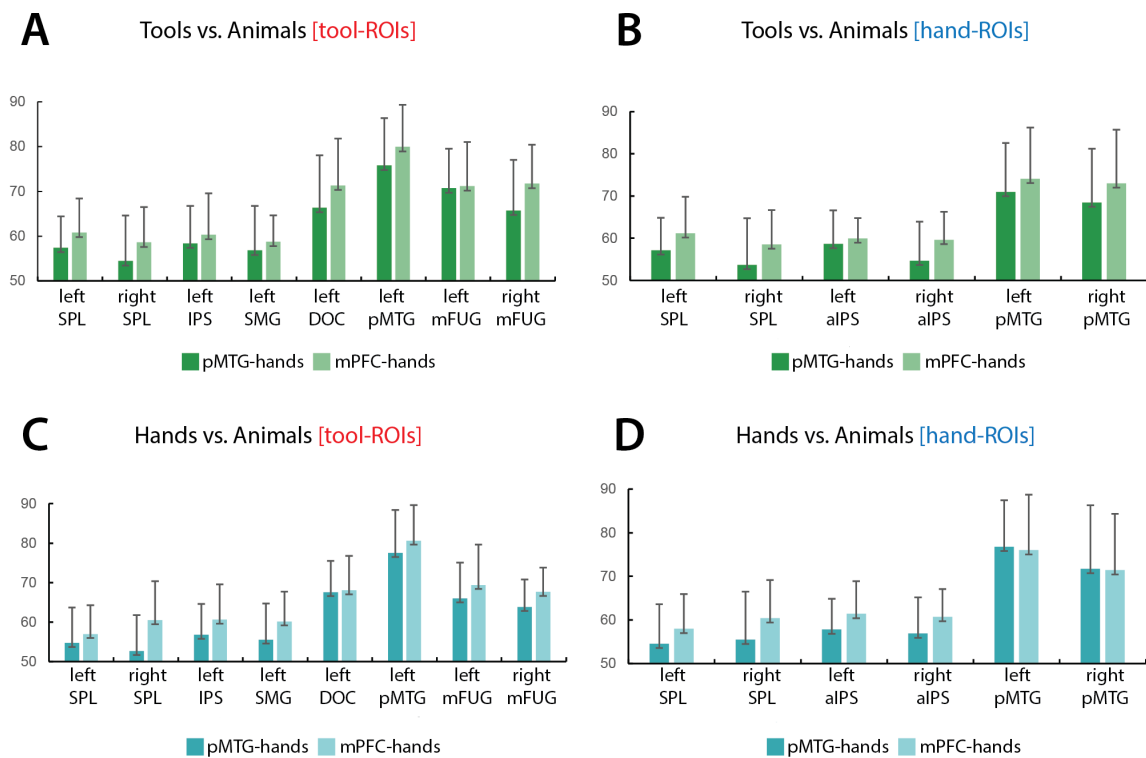 A
Tools vs. Animals [tool-ROIs]
90
80
70
60
50
left right left left left left left right
SPL SPL IPS SMG DOC pMTG mFUG mFUG
pMTG-hands mPFC-hands
B
Tools vs. Animals [hand-ROIs]
90
80
70
60
50
left right left right left right
SPL SPL aIPS aIPS pMTG pMTG
pMTG-hands mPFC-hands
C
Hands vs. Animals [tool-ROIs]
90
80
70
60
50
left right left left left left left right
SPL SPL IPS SMG DOC pMTG mFUG mFUG
pMTG-hands mPFC-hands
D
Hands vs. Animals [hand-ROIs]
90
80
70
60
50
left right left right left right
SPL SPL aIPS aIPS pMTG pMTG
pMTG-hands mPFC-hands